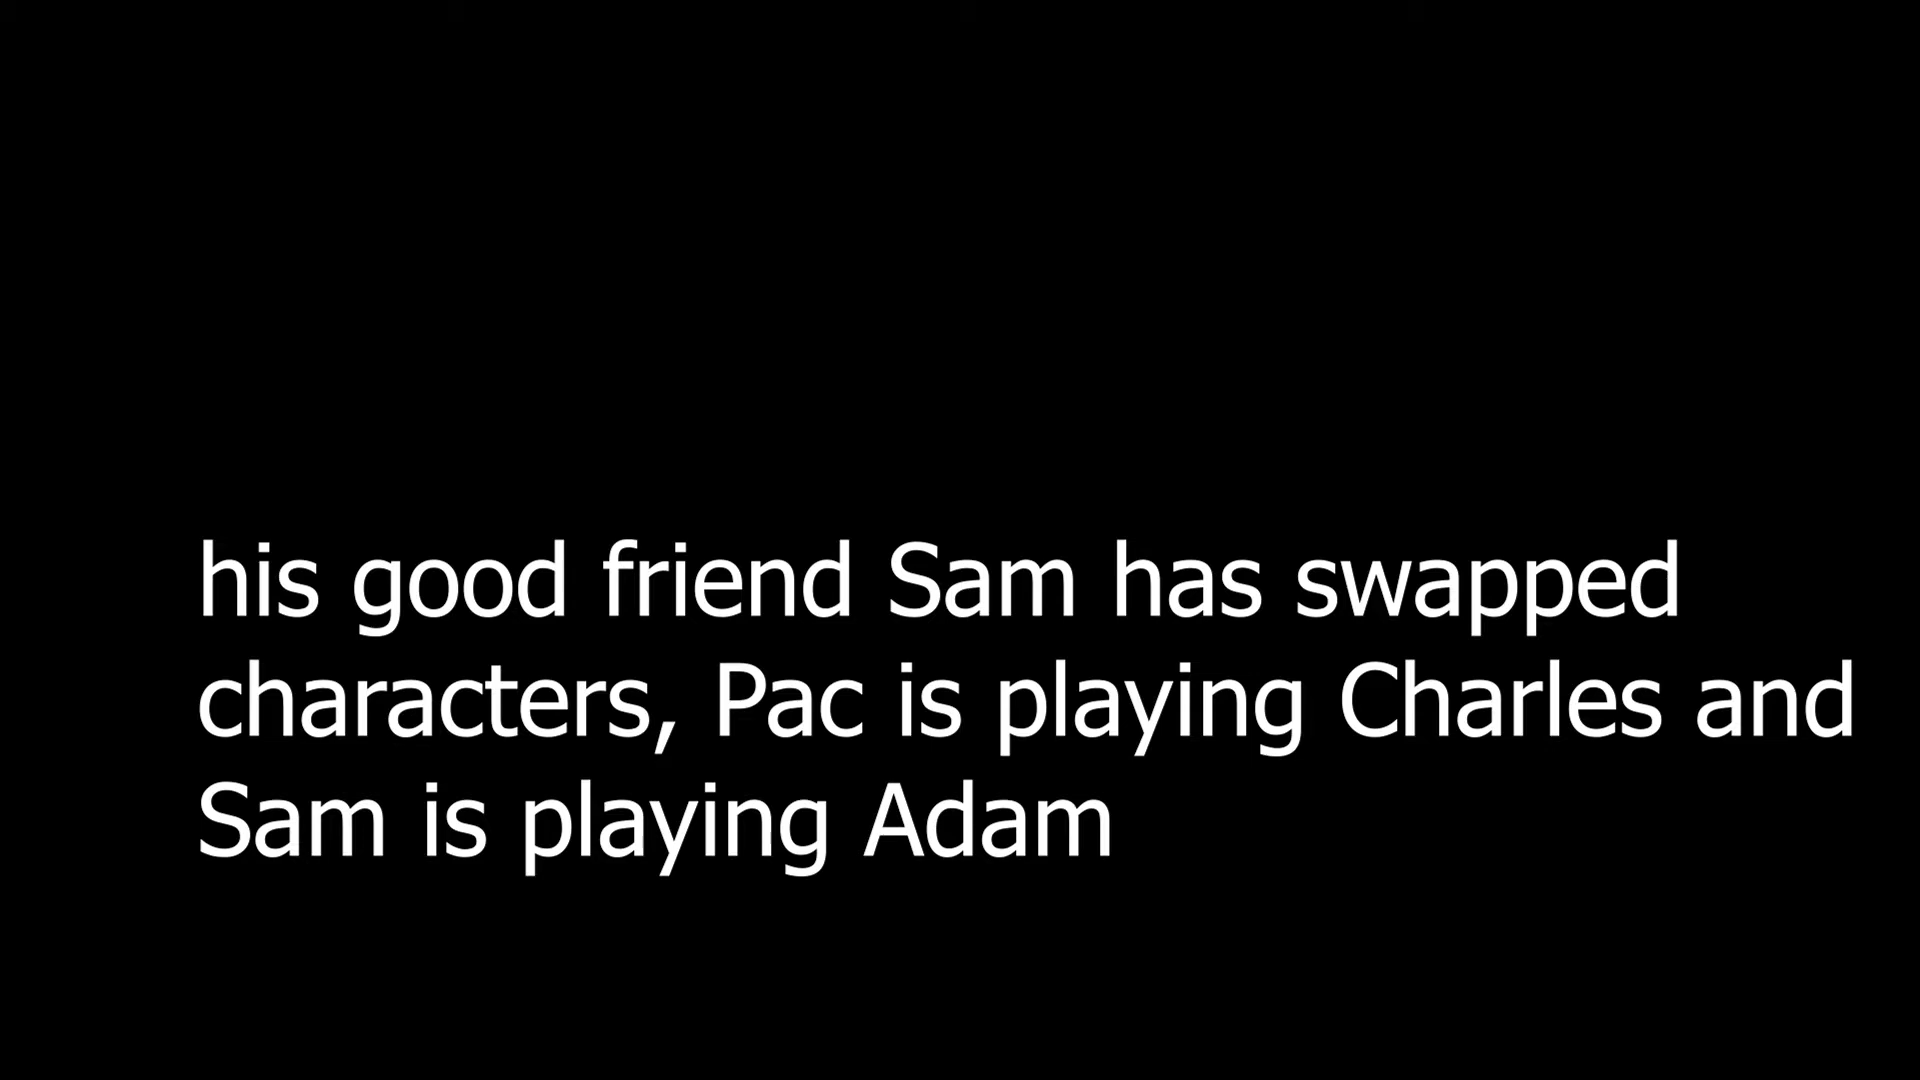 his good friend Sam has swapped
characters, Pac is playing Charles and
Sam is playing Adam